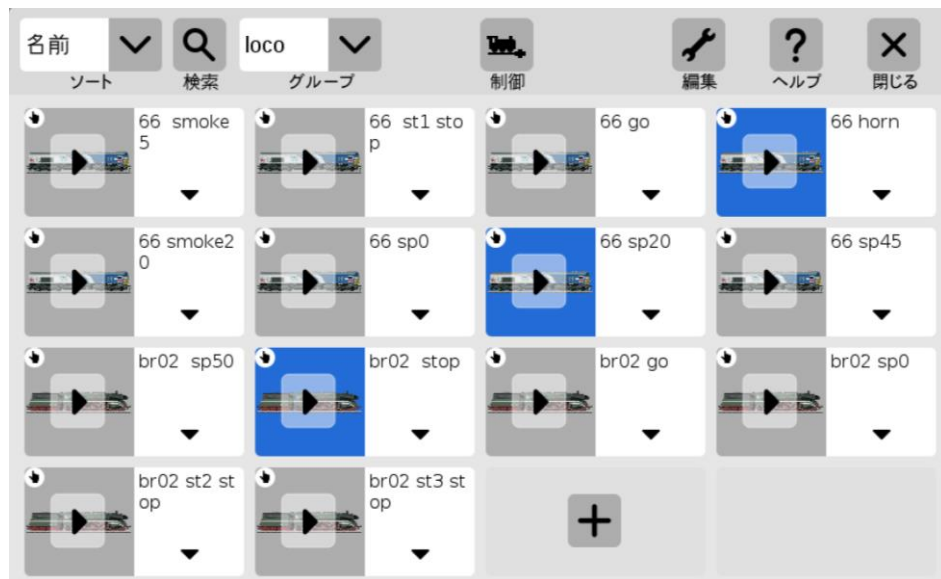 名前
loco
ソート
検索
グループ
制御
編集
ヘルプ
閉じる
66  smoke
5
66  st1 sto
p
66 go
66 horn
66 smoke2
0
66 sp0
66 sp20
66 sp45
br02  sp50
br02  stop
br02 go
br02 sp0
br02 st2 st
op
br02 st3 st
op